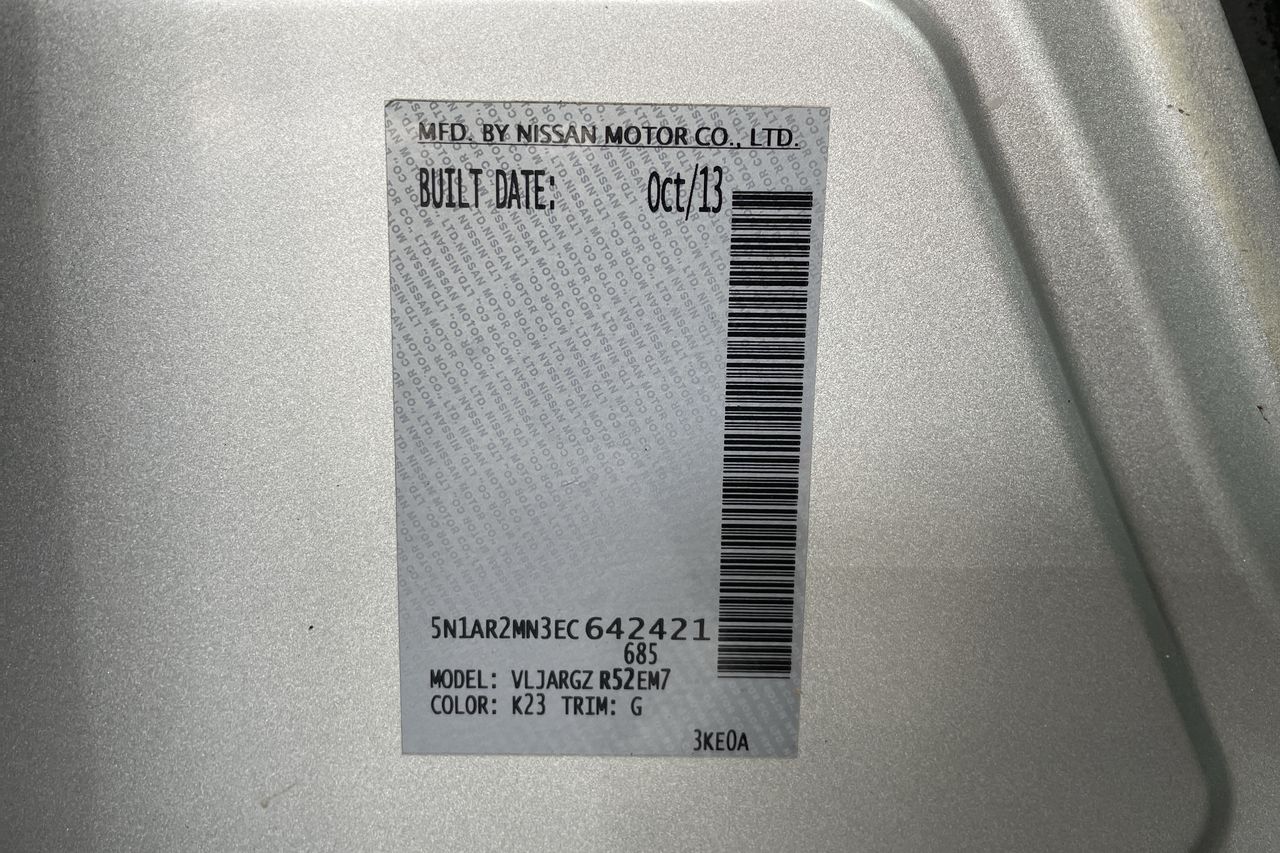 MFD. BY NISSAN MOTOR CO., LTD.
BUILT DATE: Oct/13
5N1AR2MN3EC642421
685
MODEL: VLJARGZ R52EM7
COLOR: K23 TRIM: G
3KE0A